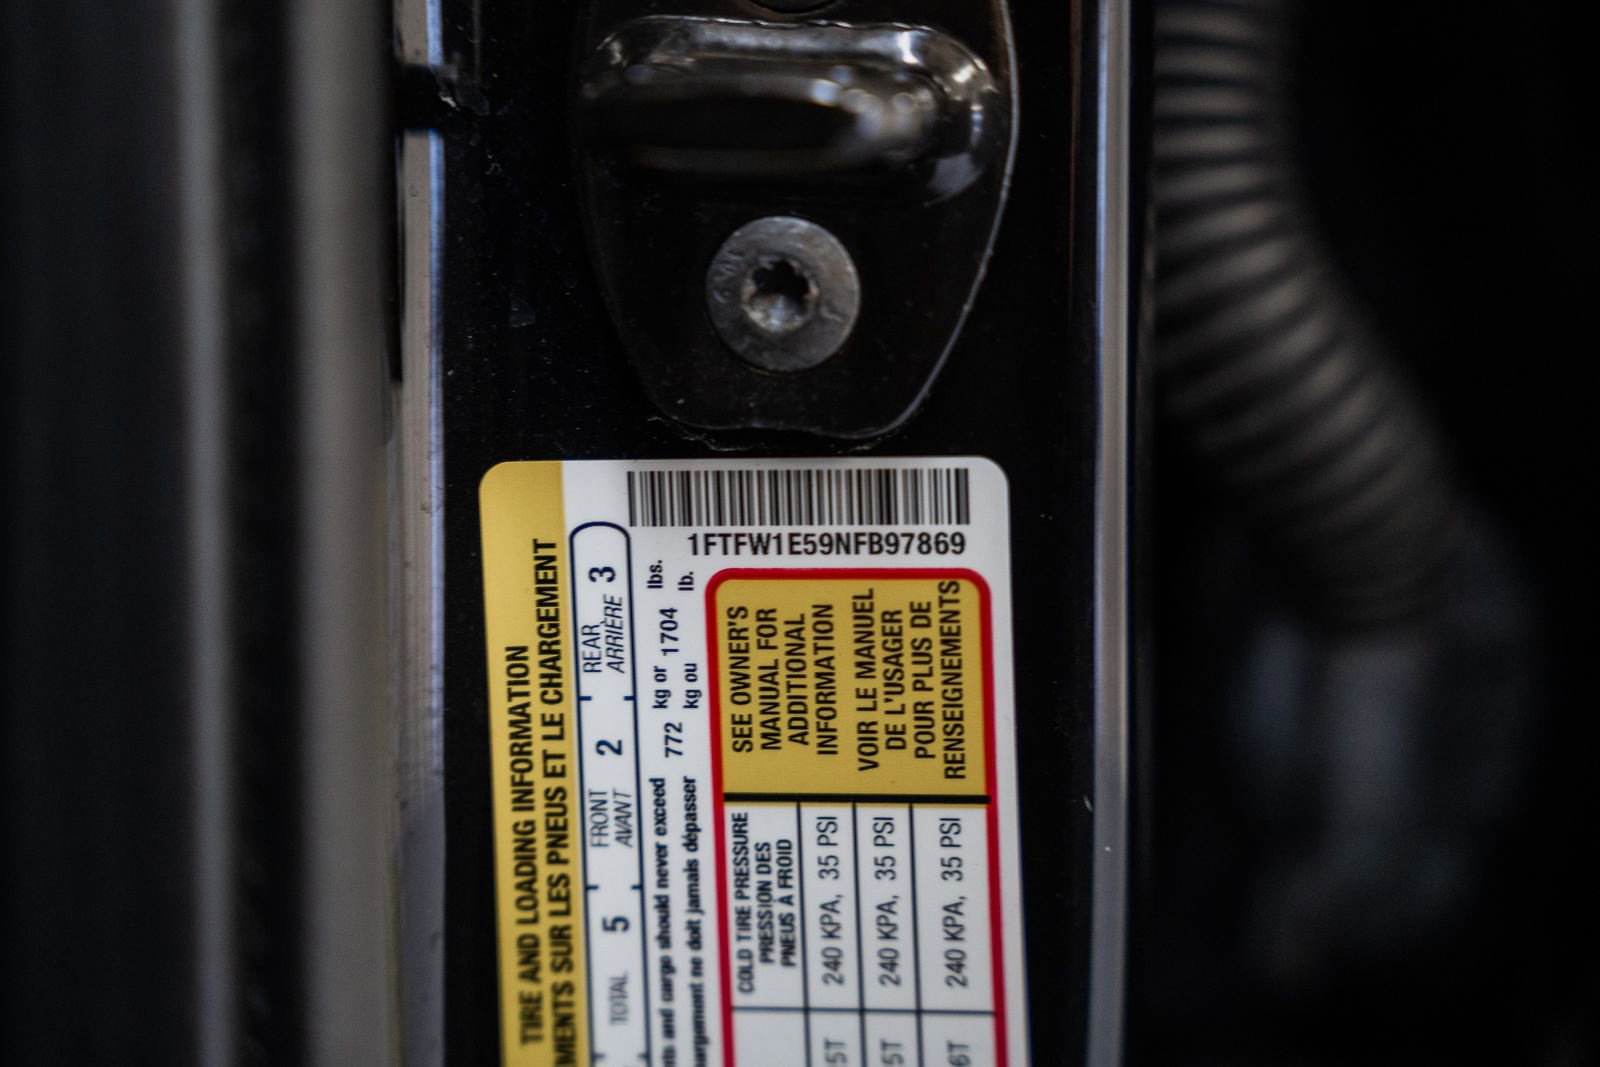 1FTFW1E59NFB97869
TIRE AND LOADING INFORMATION
SUR LES PNEUS ET LE CHARGEMENT
TOTAL 5 FRONT 2 REAR 3
AVANT ARRIÈRE
and cargo should never exceed 772 kg or 1704 lbs.
ne doit jamais dépasser kg ou lb.
COLD TIRE PRESSURE
PRESSION DES
PNEUS À FROID
240 KPA, 35 PSI
240 KPA, 35 PSI
240 KPA, 35 PSI
SEE OWNER'S
MANUAL FOR
ADDITIONAL
INFORMATION
VOIR LE MANUEL
DE L'USAGER
POUR PLUS DE
RENSEIGNEMENTS